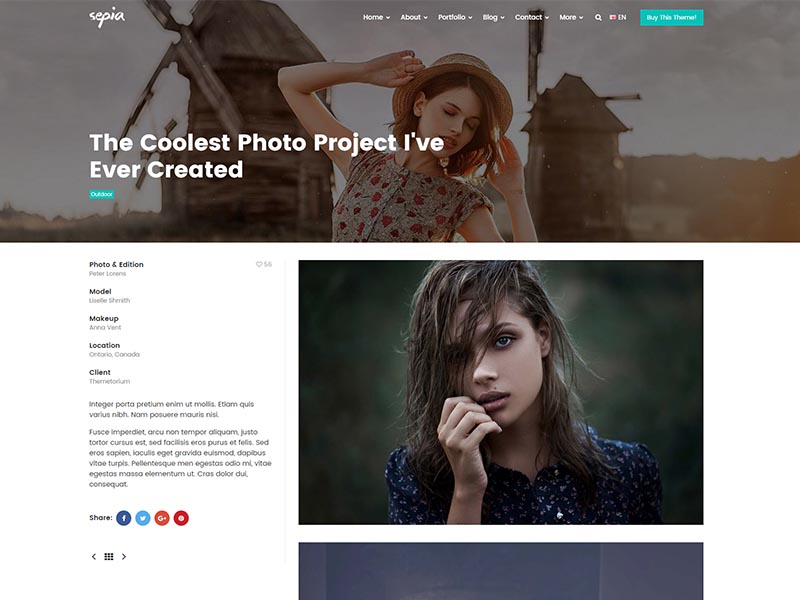 sepia
Home About Portfolio Blog Contact More EN Buy This Theme!
The Coolest Photo Project I've
Ever Created
Outdoor
Photo & Edition 56
Peter Lorens
Model
Liselle Shmith
Makeup
Anna Vent
Location
Ontario, Canada
Client
Themetorium
Integer porta pretium enim ut mollis. Etiam quis
varius nibh. Nam posuere mauris nisi.
Fusce imperdiet, arcu non tempor aliquam, justo
tortor cursus est, sed facilisis eros purus et felis. Sed
eros sapien, iaculis eget gravida euismod, dapibus
vitae turpis. Pellentesque men egestas odio mi, vitae
egestas massa elementum ut. Cras dolor dui,
consequat.
Share: